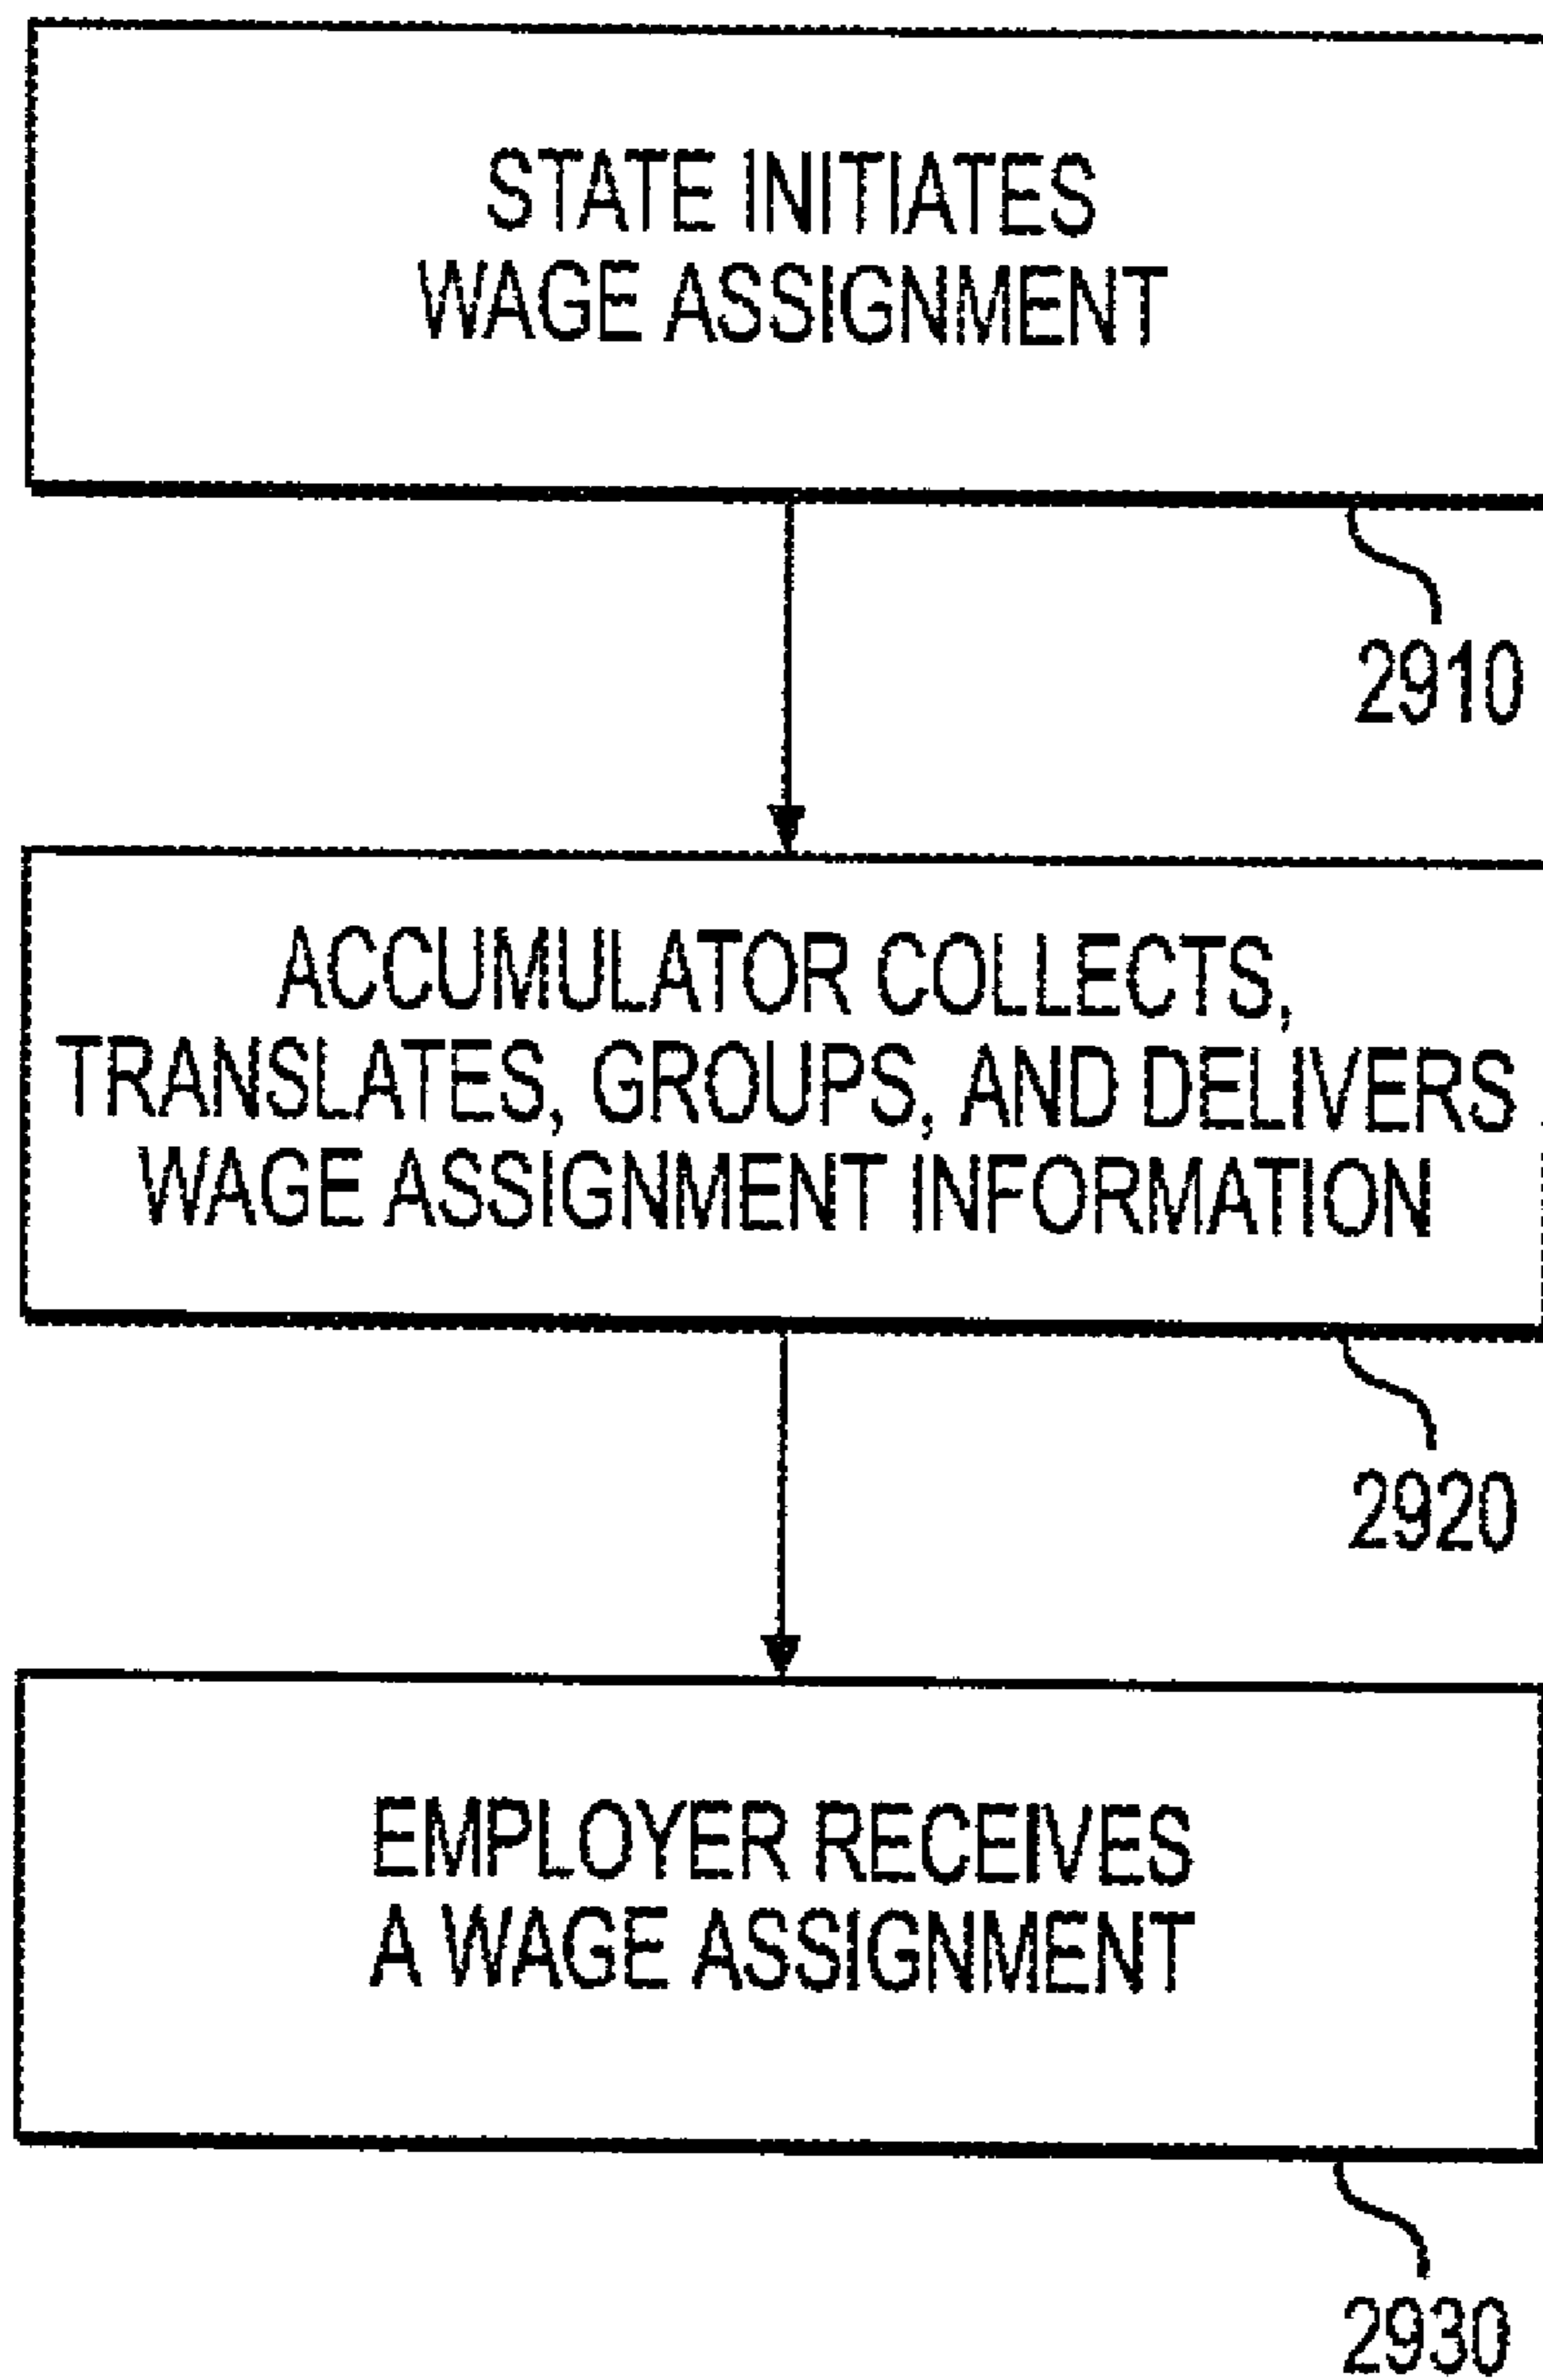 STATE INITIATES
WAGE ASSIGNMENT
2910
ACCUMULATOR COLLECTS,
TRANSLATES, GROUPS, AND DELIVERS
WAGE ASSIGNMENT INFORMATION
2920
EMPLOYER RECEIVES
A WAGE ASSIGNMENT
2930